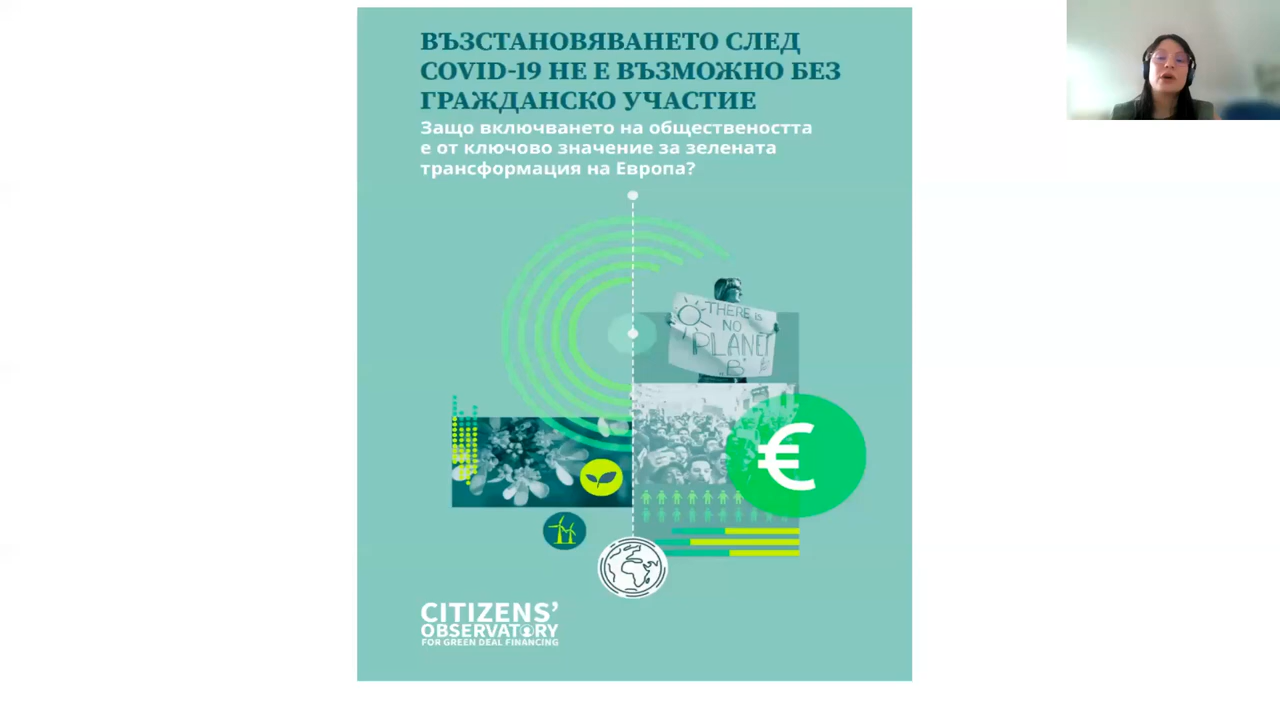 ВЪЗСТАНОВЯВАНЕТО СЛЕД
COVID-19 НЕ Е ВЪЗМОЖНО БЕЗ
ГРАЖДАНСКО УЧАСТИЕ
Защо включването на обществеността
е от ключово значение за зелената
трансформация на Европа?
THERE IS
NO
PLANET
„B”
€
CITIZENS’
OBSERVATORY
FOR GREEN DEAL FINANCING